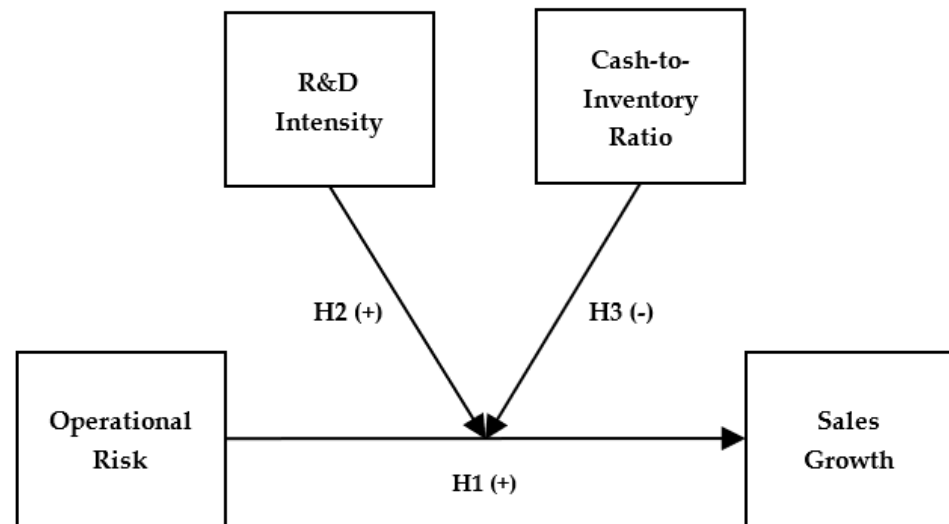 R&D
Intensity
Cash-to-
Inventory
Ratio
H2 (+)
H3 (-)
Operational
Risk
H1 (+)
Sales
Growth